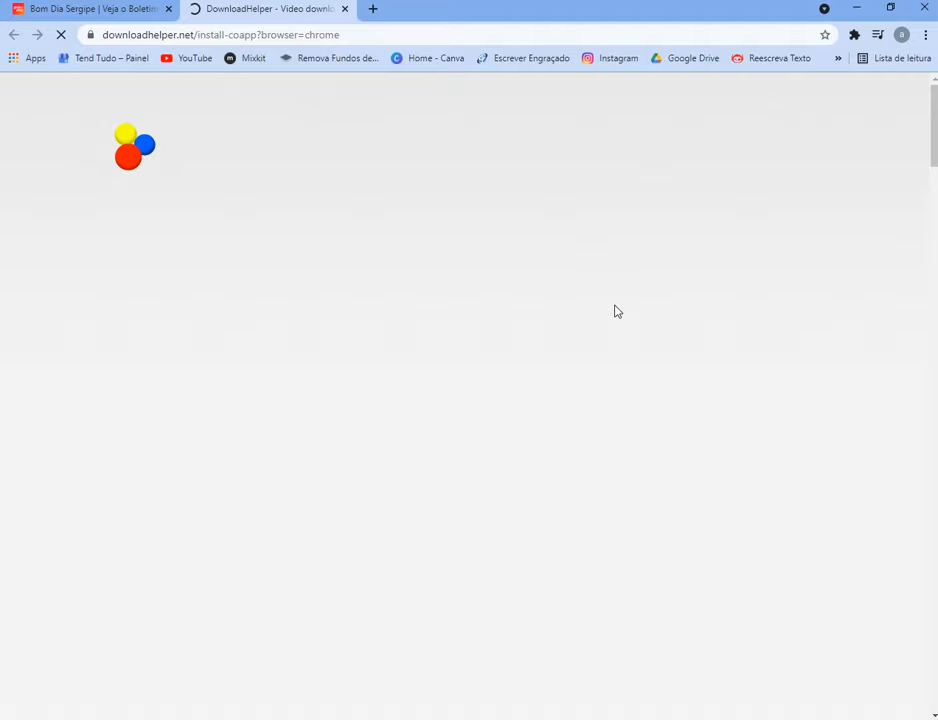 Bom Dia Sergipe | Veja o Boletim
DownloadHelper - Video downlo
downloadhelper.net/install-coapp?browser=chrome
a
Apps
Tend Tudo – Painel
YouTube
m
Mixkit
Remova Fundos de...
C
Home - Canva
Escrever Engraçado
Instagram
Google Drive
Reescreva Texto
»
Lista de leitura